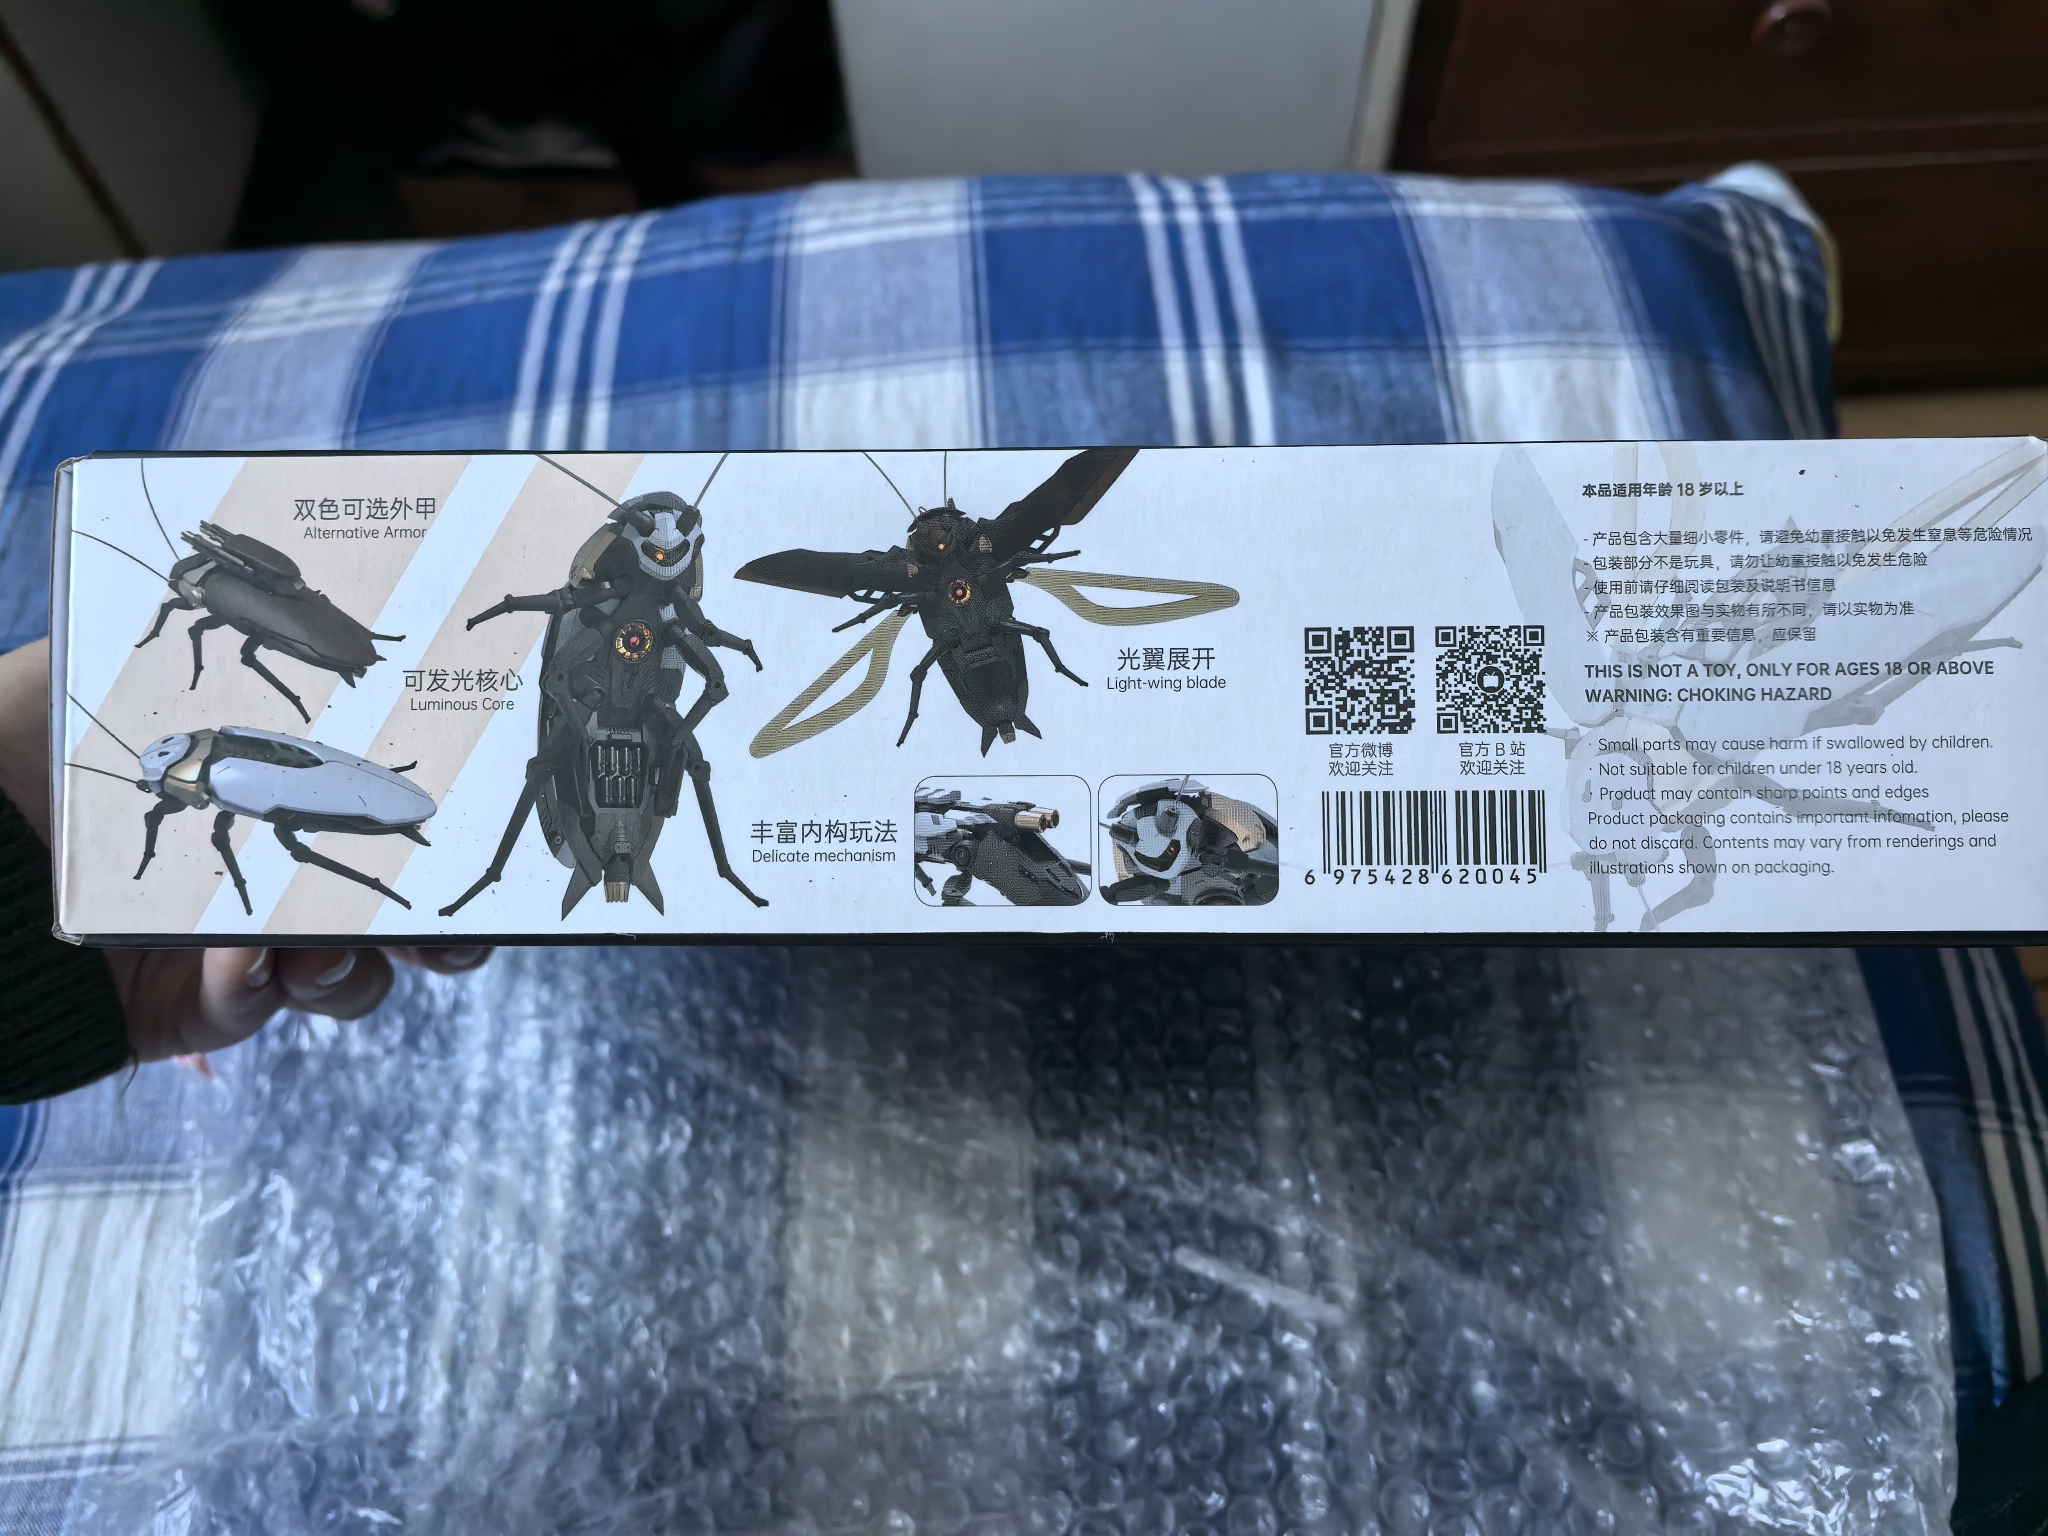 双色可选外甲
Alternative Armor
可发光核心
Luminous Core
光翼展开
Light-wing blade
丰富内构玩法
Delicate mechanism
官方微博
欢迎关注
官方 B 站
欢迎关注
6 975428 620045
本品适用年龄 18 岁以上
- 产品包含大量细小零件，请避免幼童接触以免发生窒息等危险情况
- 包装部分不是玩具，请勿让幼童接触以免发生危险
- 使用前请仔细阅读包装及说明书信息
- 产品包装效果图与实物有所不同，请以实物为准
※ 产品包装含有重要信息，应保留
THIS IS NOT A TOY, ONLY FOR AGES 18 OR ABOVE
WARNING: CHOKING HAZARD
· Small parts may cause harm if swallowed by children.
· Not suitable for children under 18 years old.
· Product may contain sharp points and edges
Product packaging contains important infomation, please
do not discard. Contents may vary from renderings and
illustrations shown on packaging.